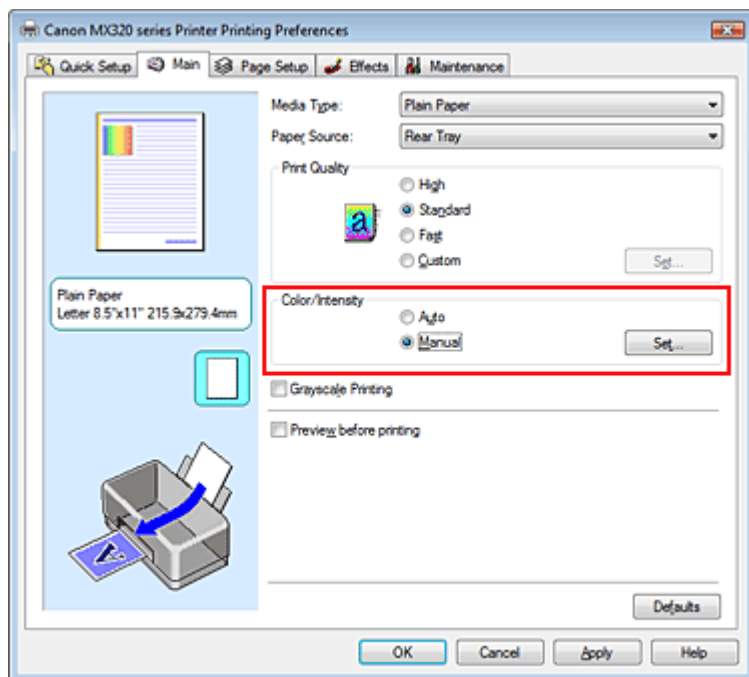 Canon MX320 series Printer Printing Preferences
Quick Setup Main Page Setup Effects Maintenance
Media Type: Plain Paper
Paper Source: Rear Tray
Print Quality
High
a Standard
Fast
Custom Set...
Plain Paper
Letter 8.5"x11" 215.9x279.4mm
Color/Intensity
Auto
Manual Set...
Grayscale Printing
Preview before printing
A
Defaults
OK Cancel Apply Help